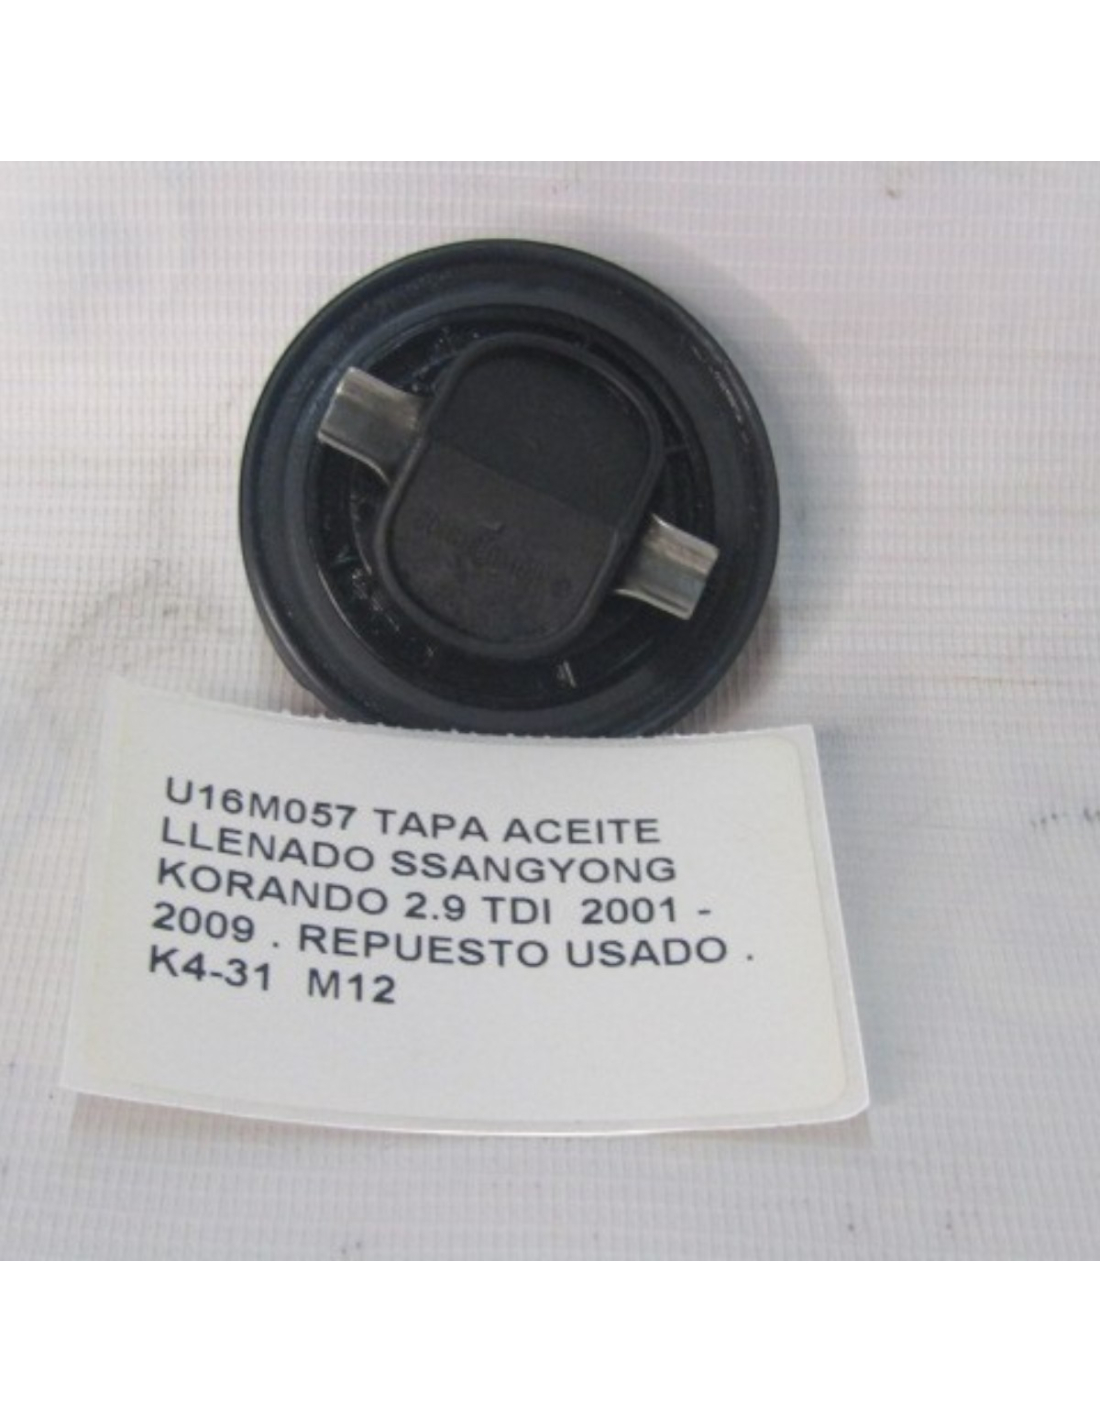 U16M057 TAPA ACEITE
LLENADO SSANGYONG
KORANDO 2.9 TDI 2001 -
2009 . REPUESTO USADO .
K4-31 M12